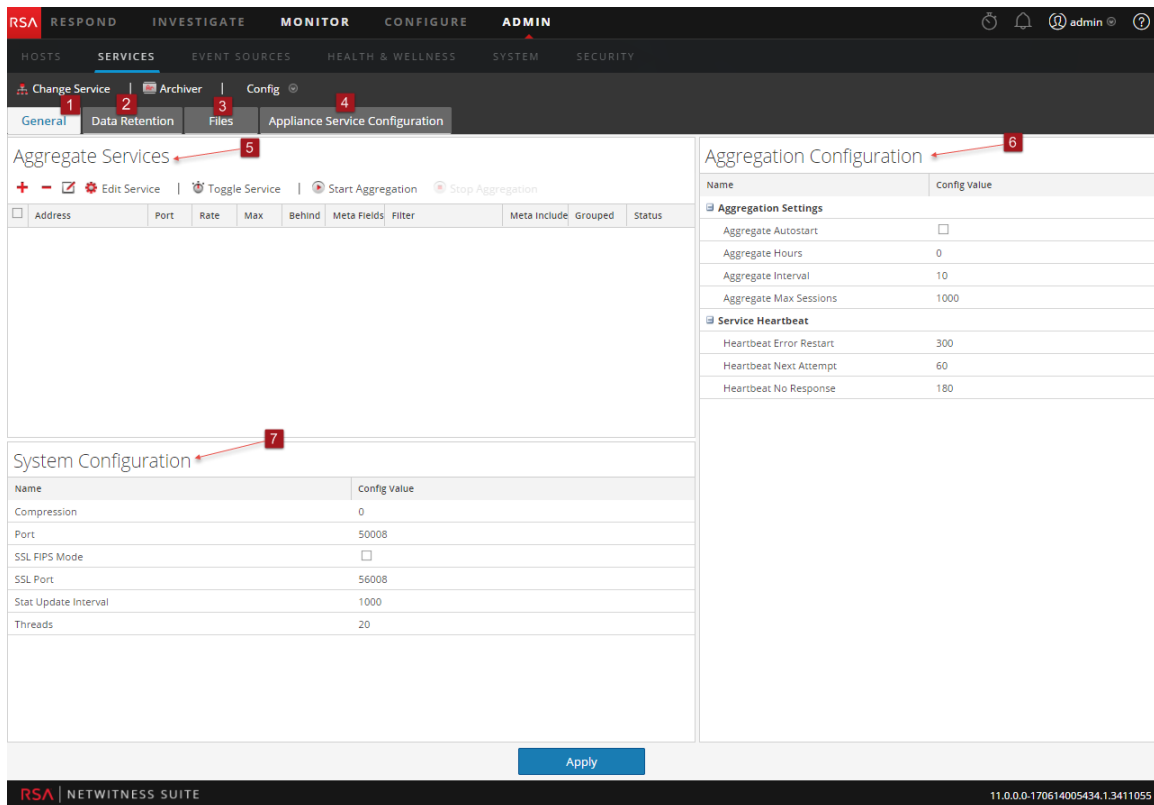 RSA RESPOND INVESTIGATE MONITOR CONFIGURE ADMIN admin
HOSTS SERVICES EVENT SOURCES HEALTH & WELLNESS SYSTEM SECURITY
Change Service | Archiver | Config
1 2 3 4
General Data Retention Files Appliance Service Configuration
Aggregate Services 5
Edit Service | Toggle Service | Start Aggregation Stop Aggregation
Address Port Rate Max Behind Meta Fields Filter Meta Include Grouped Status
Aggregation Configuration 6
Name Config Value
Aggregation Settings
Aggregate Autostart
Aggregate Hours 0
Aggregate Interval 10
Aggregate Max Sessions 1000
Service Heartbeat
Heartbeat Error Restart 300
Heartbeat Next Attempt 60
Heartbeat No Response 180
System Configuration 7
Name Config Value
Compression 0
Port 50008
SSL FIPS Mode
SSL Port 56008
Stat Update Interval 1000
Threads 20
Apply
RSA | NETWITNESS SUITE 11.0.0.0-170614005434.1.3411055